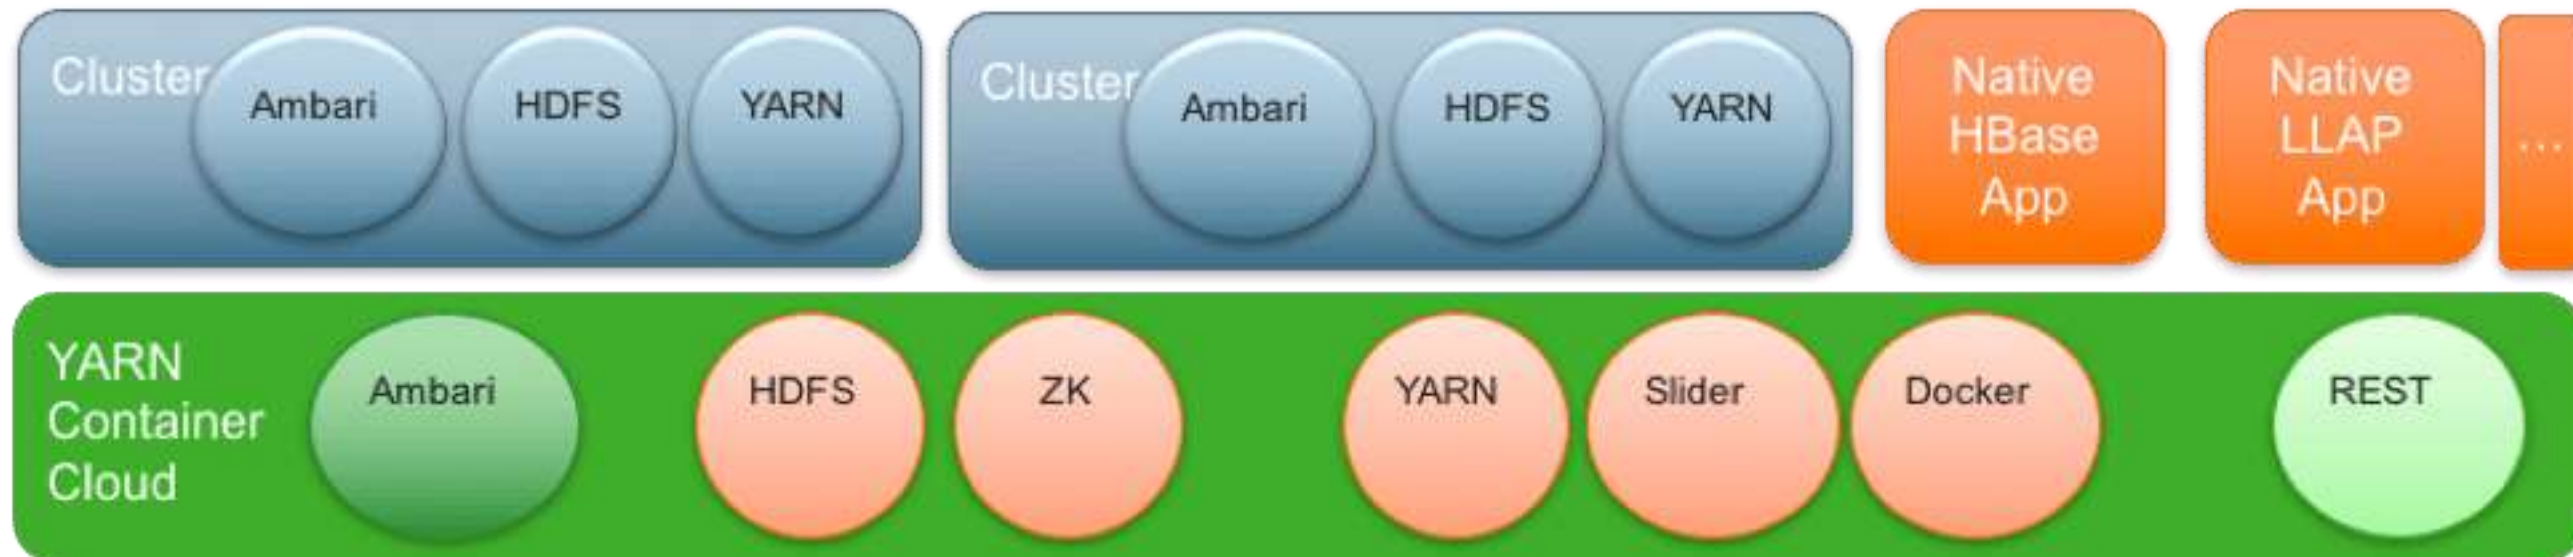 Cluster
Ambari
HDFS
YARN
Cluster
Ambari
HDFS
YARN
Native
HBase
App
Native
LLAP
App
...
YARN
Container
Cloud
Ambari
HDFS
ZK
YARN
Slider
Docker
REST